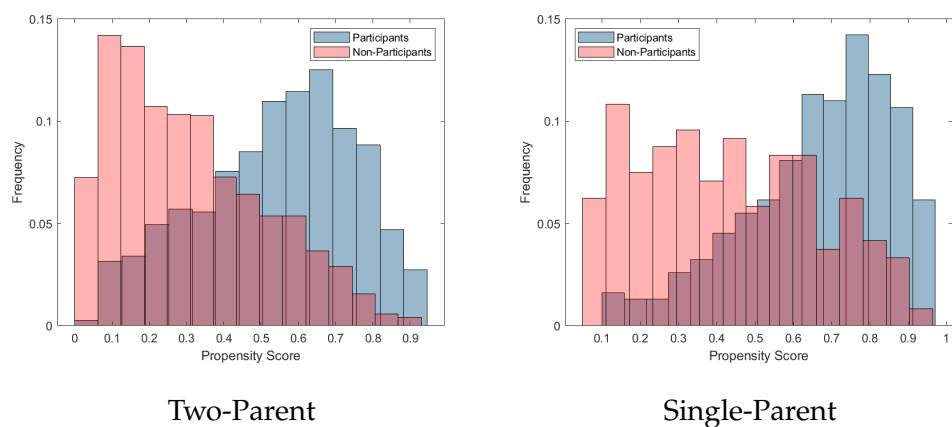 0.15
0.1
0.05
0
Frequency
Participants
Non-Participants
0 0.1 0.2 0.3 0.4 0.5 0.6 0.7 0.8 0.9
Propensity Score
Two-Parent
0.15
0.1
0.05
0
Frequency
Participants
Non-Participants
0.1 0.2 0.3 0.4 0.5 0.6 0.7 0.8 0.9 1
Propensity Score
Single-Parent